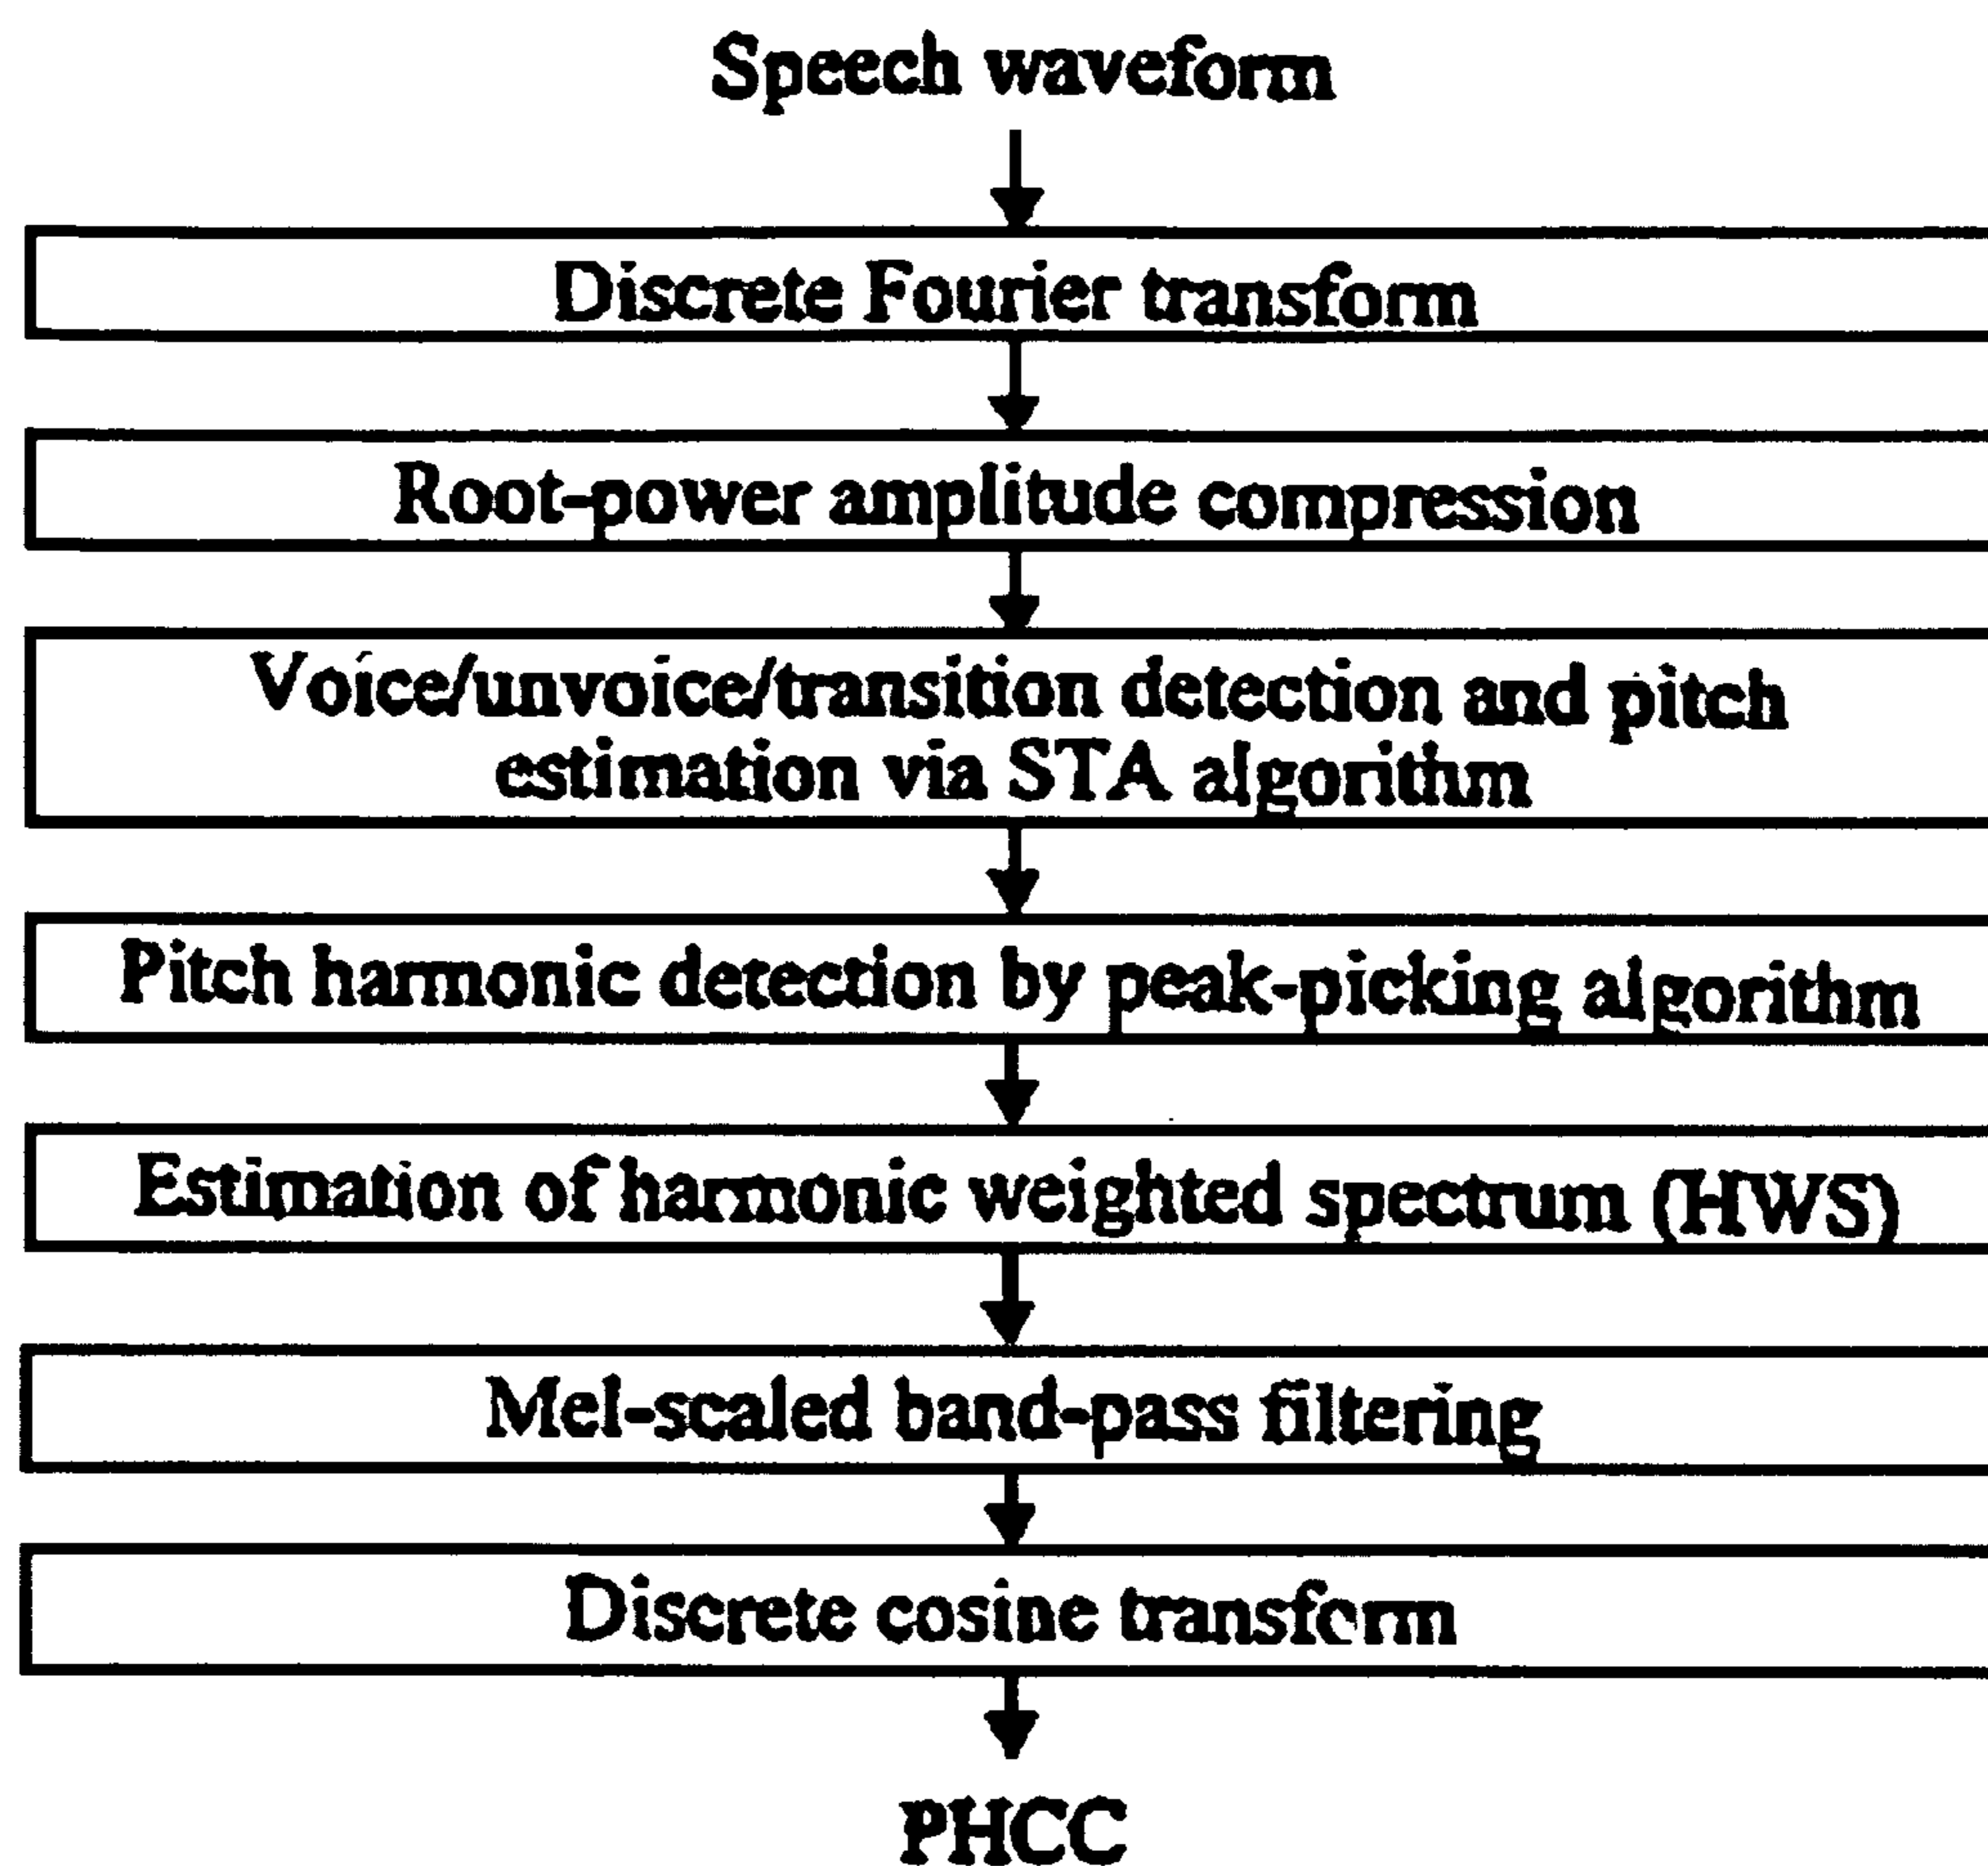 Speech waveform
Discrete Fourier transform
Root-power amplitude compression
Voice/unvoice/transition detection and pitch
estimation via STA algorithm
Pitch harmonic detection by peak-picking algorithm
Estimation of harmonic weighted spectrum (HWS)
Mel-scaled band-pass filtering
Discrete cosine transform
PHCC